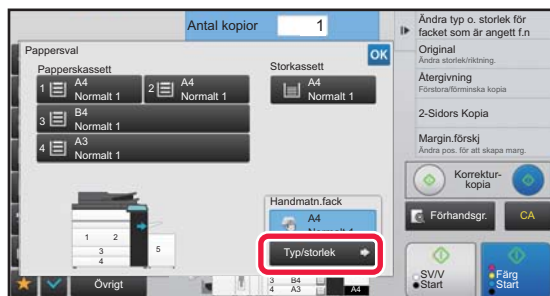 Antal kopior 1
Ändra typ o. storlek för
facket som är angett f.n
Original
Ändra storlek/riktning.
Återgivning
Förstora/förminska kopia
2-Sidors Kopia
Margin.förskj
Ändra pos. för att skapa marg.
Korrektur-
kopia
Förhandsgr.
CA
SV/V
Start
Färg
Start
Pappersval
OK
Papperskassett
1 A4
Normalt 1
2 A4
Normalt 1
3 B4
Normalt 1
4 A3
Normalt 1
Storkassett
A4
Normalt 1
1 2
3
4
5
Handmatn.fack
A4
Normalt 1
Typ/storlek
Övrigt
3 B4
4 A3
A4